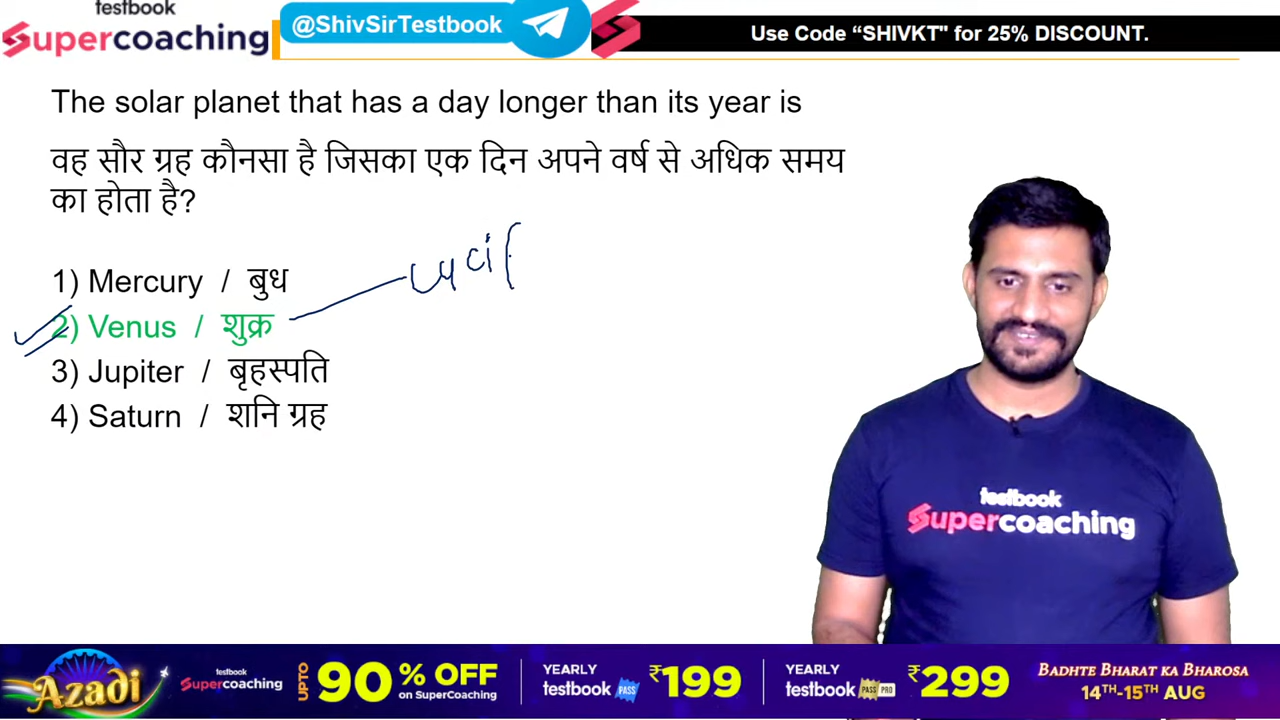 testbook
Supercoaching
@ShivSirTestbook
Use Code “SHIVKT" for 25% DISCOUNT.
The solar planet that has a day longer than its year is
वह सौर ग्रह कौनसा है जिसका एक दिन अपने वर्ष से अधिक समय
का होता है?
1) Mercury / बुध
2) Venus / शुक्र
3) Jupiter / बृहस्पति
4) Saturn / शनि ग्रह
testbook
Supercoaching
Azadi
testbook
Supercoaching
UPTO 90% OFF
on SuperCoaching
YEARLY
testbook PASS
₹199
YEARLY
testbook PASS PRO
₹299
BADHTE BHARAT KA BHAROSA
14TH-15TH AUG